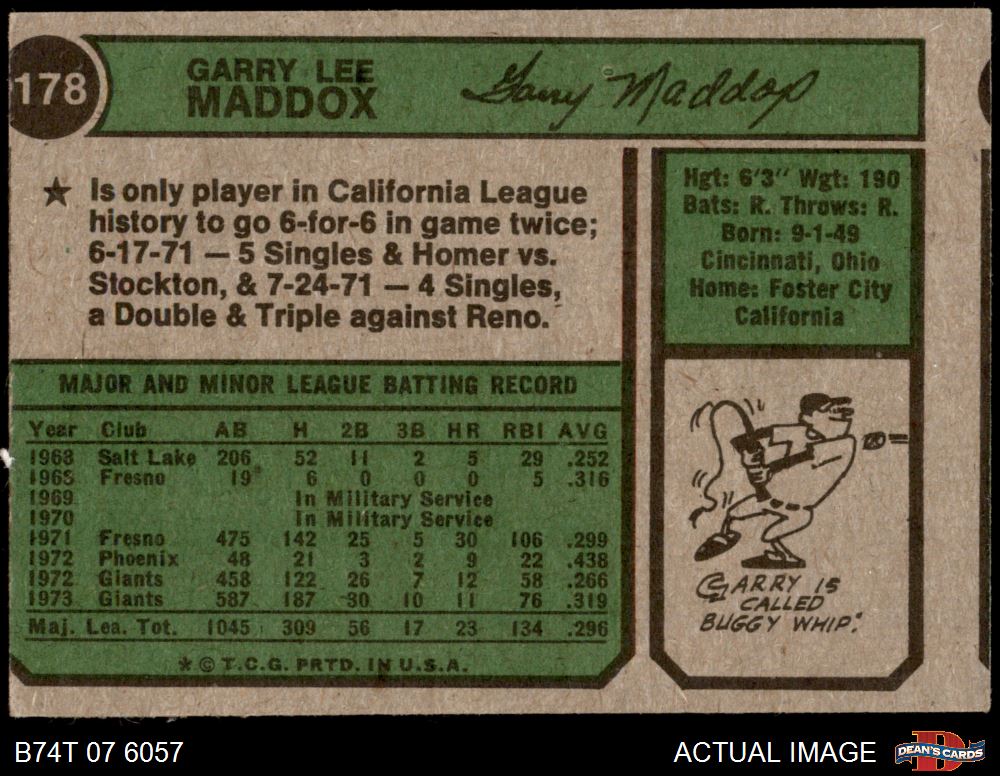 178
GARRY LEE
MADDOX
Garry Maddox
★ Is only player in California League
history to go 6-for-6 in game twice;
6-17-71 — 5 Singles & Homer vs.
Stockton, & 7-24-71 — 4 Singles,
a Double & Triple against Reno.
Hgt: 6'3" Wgt: 190
Bats: R. Throws: R.
Born: 9-1-49
Cincinnati, Ohio
Home: Foster City
California
MAJOR AND MINOR LEAGUE BATTING RECORD
Year Club AB H 2B 3B HR RBI AVG
1968 Salt Lake 206 52 11 2 5 29 .252
1968 Fresno 19 6 0 0 0 5 .316
1969 In Military Service
1970 In Military Service
1971 Fresno 475 142 25 5 30 106 .299
1972 Phoenix 48 21 3 2 9 22 .438
1972 Giants 458 122 26 7 12 58 .266
1973 Giants 587 187 30 10 11 76 .319
Maj. Lea. Tot. 1045 309 56 17 23 134 .296
* © T.C.G. PRTD. IN U.S.A.
GARRY IS
CALLED
BUGGY WHIP."
B74T 07 6057
ACTUAL IMAGE
DEAN'S CARDS